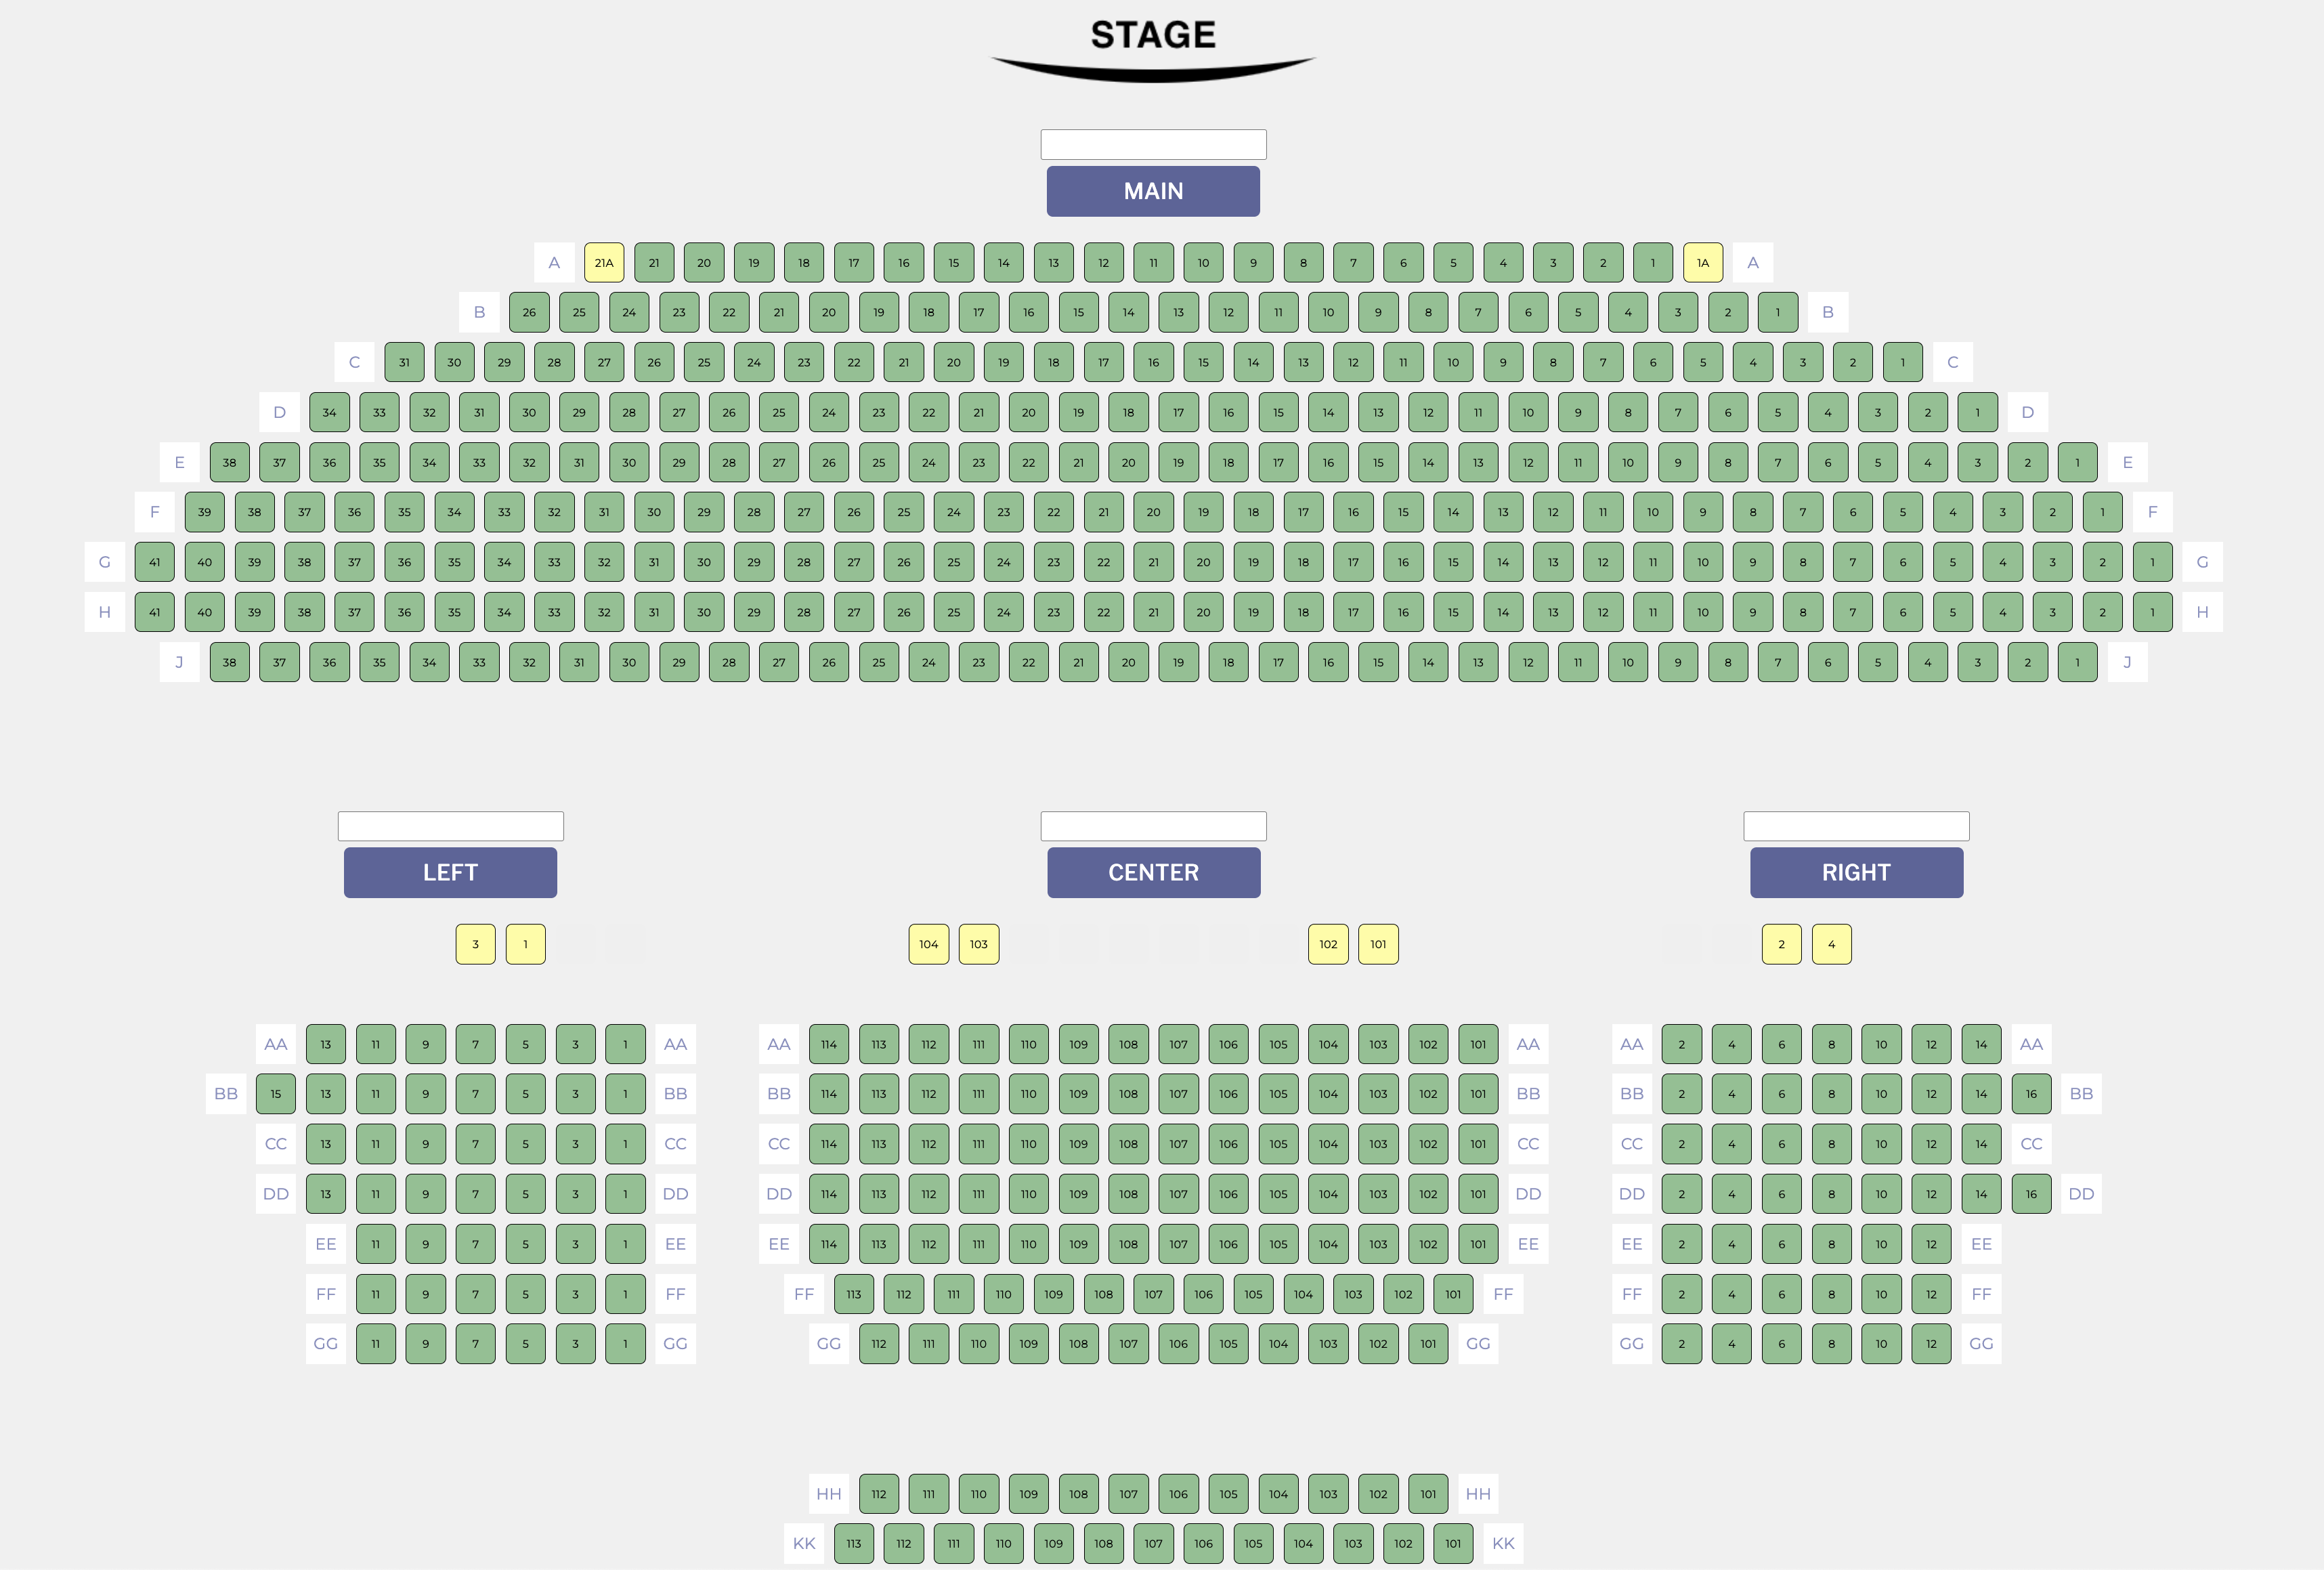 STAGE
MAIN
A 21A 21 20 19 18 17 16 15 14 13 12 11 10 9 8 7 6 5 4 3 2 1 1A A
B 26 25 24 23 22 21 20 19 18 17 16 15 14 13 12 11 10 9 8 7 6 5 4 3 2 1 B
C 31 30 29 28 27 26 25 24 23 22 21 20 19 18 17 16 15 14 13 12 11 10 9 8 7 6 5 4 3 2 1 C
D 34 33 32 31 30 29 28 27 26 25 24 23 22 21 20 19 18 17 16 15 14 13 12 11 10 9 8 7 6 5 4 3 2 1 D
E 38 37 36 35 34 33 32 31 30 29 28 27 26 25 24 23 22 21 20 19 18 17 16 15 14 13 12 11 10 9 8 7 6 5 4 3 2 1 E
F 39 38 37 36 35 34 33 32 31 30 29 28 27 26 25 24 23 22 21 20 19 18 17 16 15 14 13 12 11 10 9 8 7 6 5 4 3 2 1 F
G 41 40 39 38 37 36 35 34 33 32 31 30 29 28 27 26 25 24 23 22 21 20 19 18 17 16 15 14 13 12 11 10 9 8 7 6 5 4 3 2 1 G
H 41 40 39 38 37 36 35 34 33 32 31 30 29 28 27 26 25 24 23 22 21 20 19 18 17 16 15 14 13 12 11 10 9 8 7 6 5 4 3 2 1 H
J 38 37 36 35 34 33 32 31 30 29 28 27 26 25 24 23 22 21 20 19 18 17 16 15 14 13 12 11 10 9 8 7 6 5 4 3 2 1 J
LEFT CENTER RIGHT
3 1 104 103 102 101 2 4
AA 13 11 9 7 5 3 1 AA AA 114 113 112 111 110 109 108 107 106 105 104 103 102 101 AA AA 2 4 6 8 10 12 14 AA
BB 15 13 11 9 7 5 3 1 BB BB 114 113 112 111 110 109 108 107 106 105 104 103 102 101 BB BB 2 4 6 8 10 12 14 16 BB
CC 13 11 9 7 5 3 1 CC CC 114 113 112 111 110 109 108 107 106 105 104 103 102 101 CC CC 2 4 6 8 10 12 14 CC
DD 13 11 9 7 5 3 1 DD DD 114 113 112 111 110 109 108 107 106 105 104 103 102 101 DD DD 2 4 6 8 10 12 14 16 DD
EE 11 9 7 5 3 1 EE EE 114 113 112 111 110 109 108 107 106 105 104 103 102 101 EE EE 2 4 6 8 10 12 EE
FF 11 9 7 5 3 1 FF FF 113 112 111 110 109 108 107 106 105 104 103 102 101 FF FF 2 4 6 8 10 12 FF
GG 11 9 7 5 3 1 GG GG 112 111 110 109 108 107 106 105 104 103 102 101 GG GG 2 4 6 8 10 12 GG
HH 112 111 110 109 108 107 106 105 104 103 102 101 HH
KK 113 112 111 110 109 108 107 106 105 104 103 102 101 KK